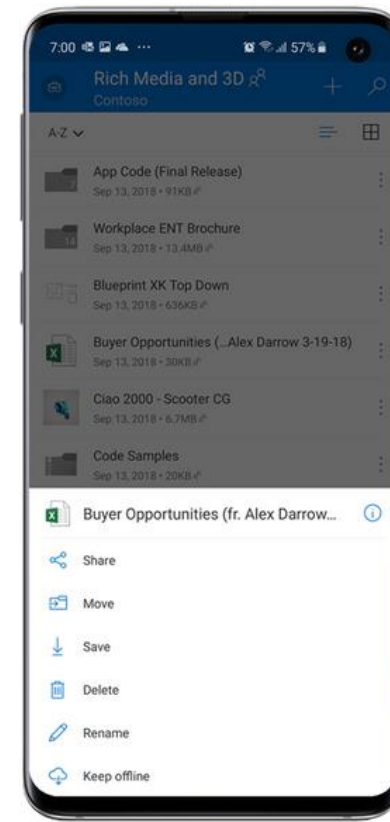 7:00 ... 57%
Rich Media and 3D
Contoso
A-Z
App Code (Final Release)
7
Sep 13, 2018 • 91KB
Workplace ENT Brochure
14
Sep 13, 2018 • 13.4MB
Blueprint XK Top Down
Sep 13, 2018 • 636KB
Buyer Opportunities (...Alex Darrow 3-19-18)
Sep 13, 2018 • 30KB
Ciao 2000 - Scooter CG
Sep 13, 2018 • 6.7MB
Code Samples
Sep 13, 2018 • 20KB
Buyer Opportunities (fr. Alex Darrow...
Share
Move
Save
Delete
Rename
Keep offline